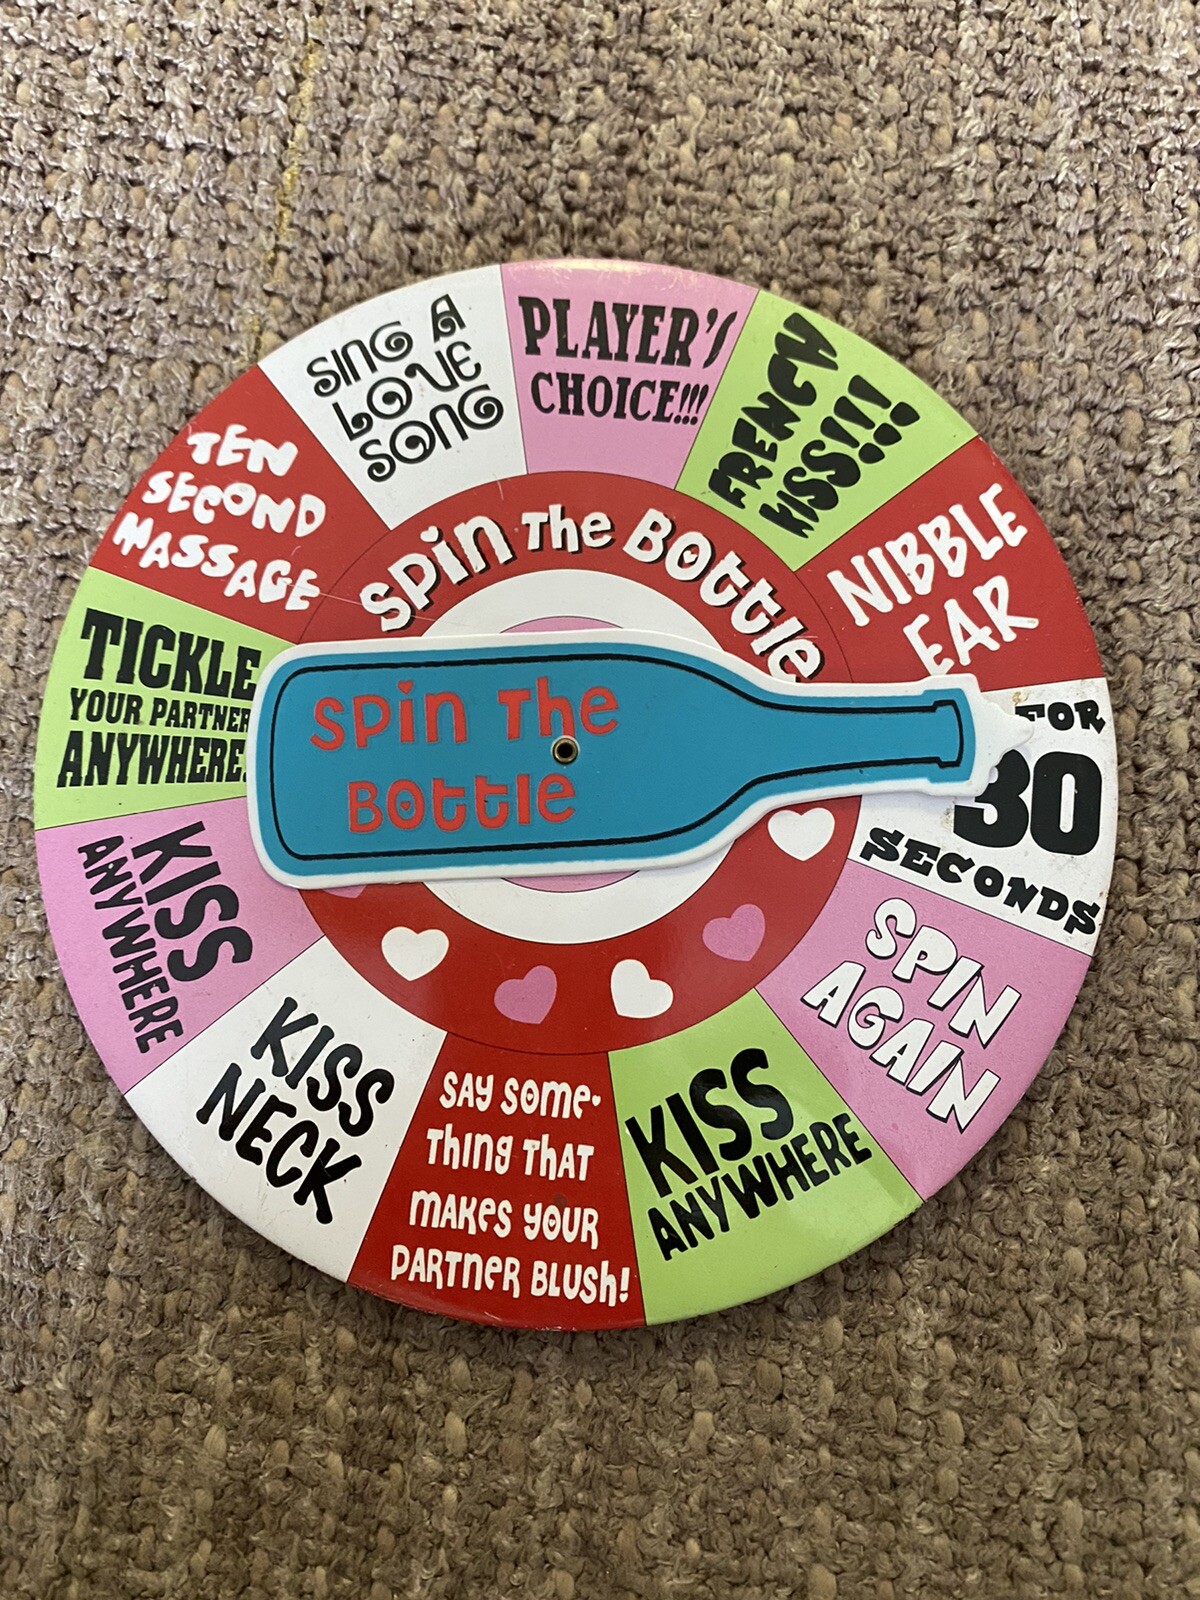 SING A
LOVE
SONG
PLAYER'S
CHOICE!!!
FRENCH
KISS!!!
NIBBLE
EAR
FOR
30
SECONDS
SPIN
AGAIN
KISS
ANYWHERE
SAY SOME-
THING THAT
MAKES YOUR
PARTNER BLUSH!
KISS
NECK
KISS
ANYWHERE
TICKLE
YOUR PARTNER
ANYWHERE!
TEN
SECOND
MASSAGE
Spin The Bottle
Spin The
Bottle